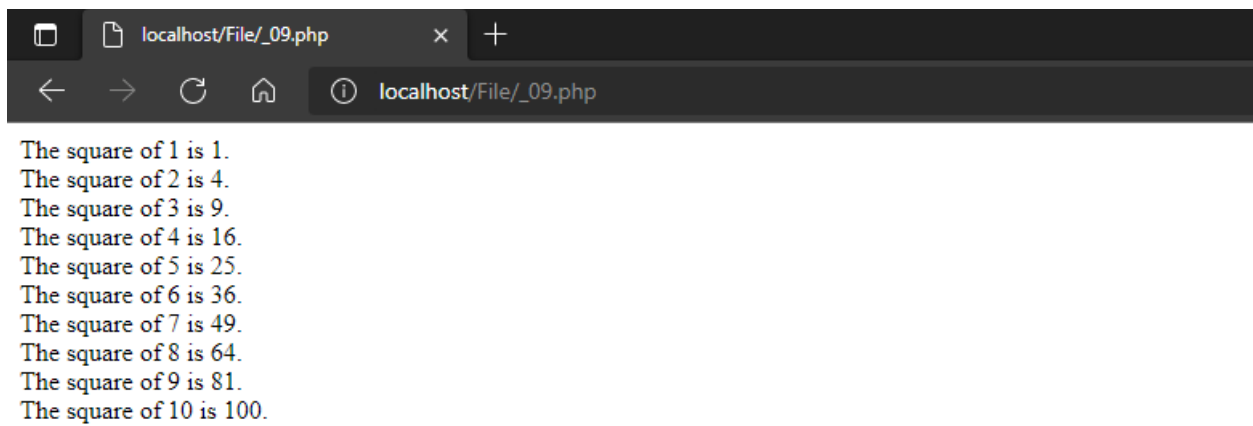 localhost/File/_09.php
localhost/File/_09.php
The square of 1 is 1.
The square of 2 is 4.
The square of 3 is 9.
The square of 4 is 16.
The square of 5 is 25.
The square of 6 is 36.
The square of 7 is 49.
The square of 8 is 64.
The square of 9 is 81.
The square of 10 is 100.